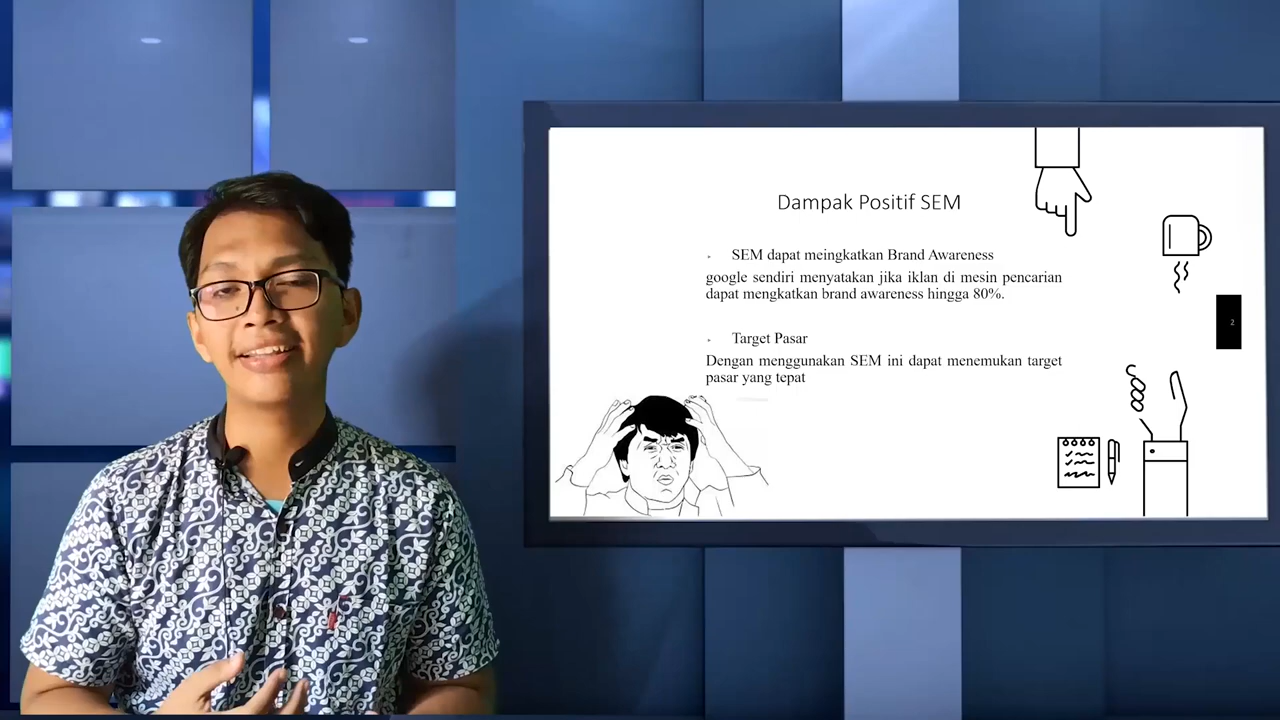 Dampak Positif SEM
SEM dapat meingkatkan Brand Awareness
google sendiri menyatakan jika iklan di mesin pencarian
dapat mengkatkan brand awareness hingga 80%.
Target Pasar
Dengan menggunakan SEM ini dapat menemukan target
pasar yang tepat
2